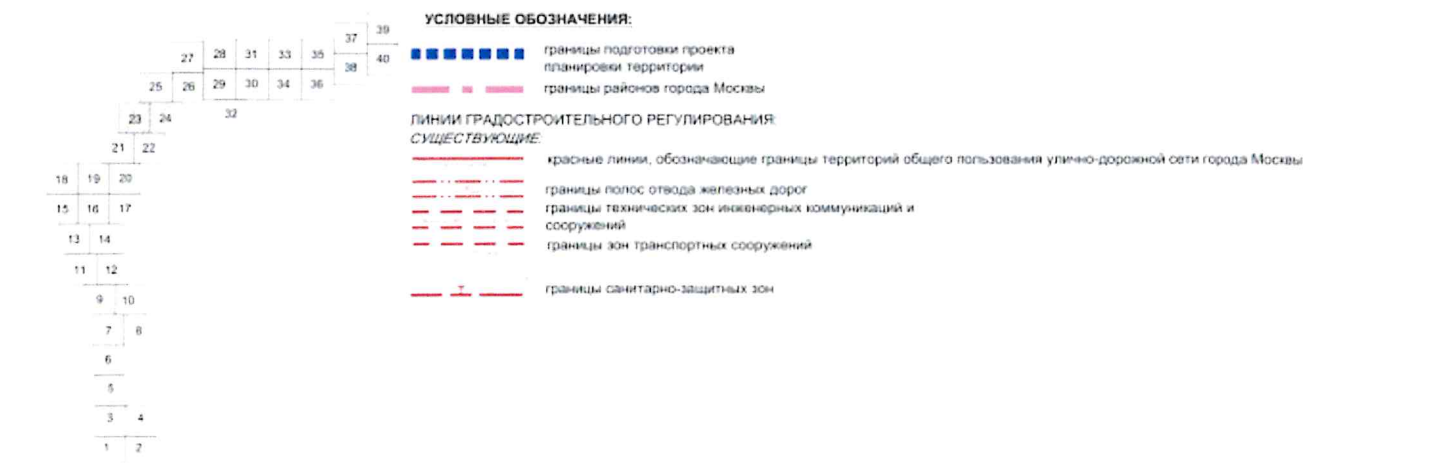 УСЛОВНЫЕ ОБОЗНАЧЕНИЯ:
границы подготовки проекта
планировки территории
границы районов города Москвы
ЛИНИИ ГРАДОСТРОИТЕЛЬНОГО РЕГУЛИРОВАНИЯ:
СУЩЕСТВУЮЩИЕ:
красные линии, обозначающие границы территорий общего пользования улично-дорожной сети города Москвы
границы полос отвода железных дорог
границы технических зон инженерных коммуникаций и
сооружений
границы зон транспортных сооружений
границы санитарно-защитных зон
39
37
40
38
27 28 31 33 35
25 26 29 30 34 36
32
23 24
21 22
18 19 20
15 16 17
13 14
11 12
9 10
7 8
6
5
3 4
1 2